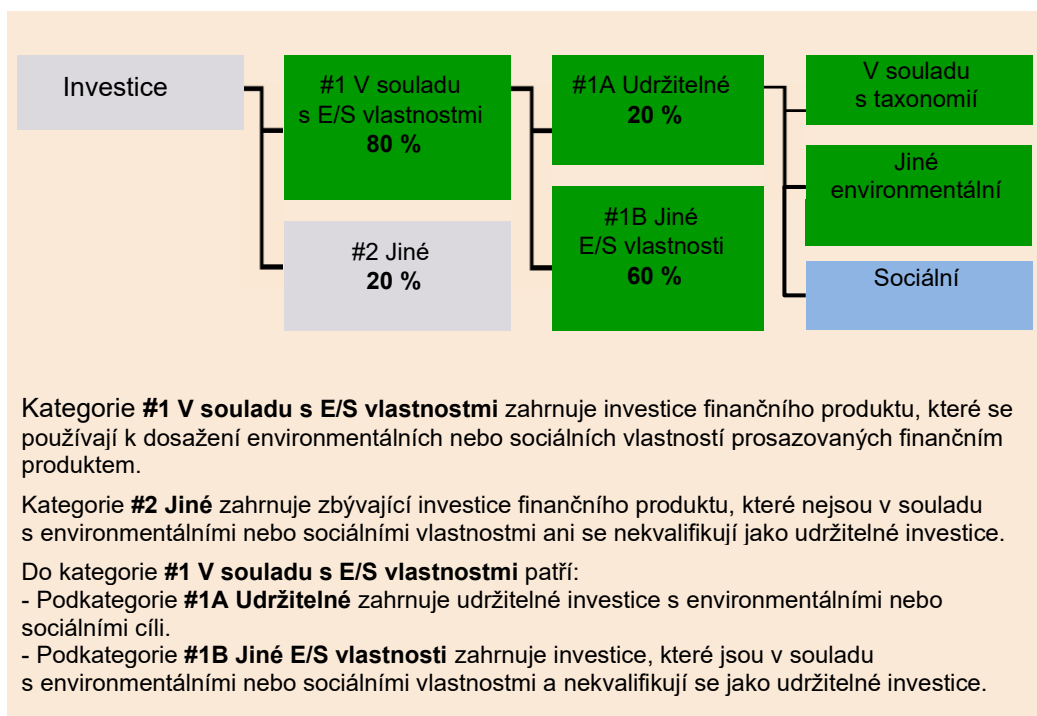 Investice
#1 V souladu
s E/S vlastnostmi
80 %
#2 Jiné
20 %
#1A Udržitelné
20 %
#1B Jiné
E/S vlastnosti
60 %
V souladu
s taxonomií
Jiné
environmentální
Sociální
Kategorie #1 V souladu s E/S vlastnostmi zahrnuje investice finančního produktu, které se
používají k dosažení environmentálních nebo sociálních vlastností prosazovaných finančním
produktem.
Kategorie #2 Jiné zahrnuje zbývající investice finančního produktu, které nejsou v souladu
s environmentálními nebo sociálními vlastnostmi ani se nekvalifikují jako udržitelné investice.
Do kategorie #1 V souladu s E/S vlastnostmi patří:
- Podkategorie #1A Udržitelné zahrnuje udržitelné investice s environmentálními nebo
sociálními cíli.
- Podkategorie #1B Jiné E/S vlastnosti zahrnuje investice, které jsou v souladu
s environmentálními nebo sociálními vlastnostmi a nekvalifikují se jako udržitelné investice.